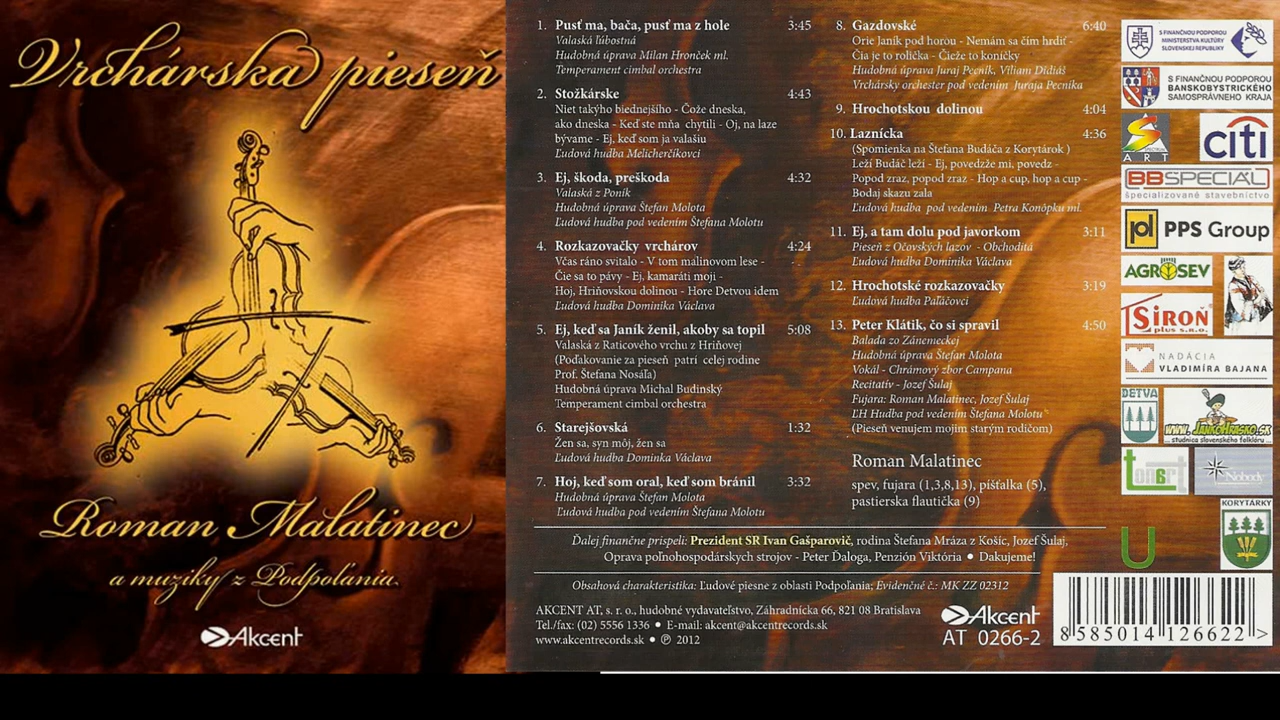 Vrchárska piesen
Roman Malatinec
a muziky z Podpoľania
Akcent
1. Pusť ma, bača, pusť ma z hole 3:45
Valaská ľúbostná
Hudobná úprava Milan Hronček ml.
Temperament cimbal orchestra
2. Stožkárske 4:43
Niet takýho biednejšího - Čože dneska,
ako dneska - Keď ste mňa chytili - Oj, na laze
bývame - Ej, keď som ja valašiu
Ľudová hudba Melicherčíkovci
3. Ej, škoda, preškoda 4:32
Valaská z Poník
Hudobná úprava Štefan Molota
Ľudová hudba pod vedením Štefana Molotu
4. Rozkazovačky vrchárov 4:24
Včas ráno svitalo - V tom malinovom lese -
Čie sa to pávy - Ej, kamaráti moji -
Hoj, Hriňovskou dolinou - Hore Detvou idem
Ľudová hudba Dominika Václava
5. Ej, keď sa Janík ženil, akoby sa topil 5:08
Valaská z Raticového vrchu z Hriňovej
(Poďakovanie za pieseň patrí celej rodine
Prof. Štefana Nosáľa)
Hudobná úprava Michal Budinský
Temperament cimbal orchestra
6. Starejšovská 1:32
Žen sa, syn môj, žen sa
Ľudová hudba Dominka Václava
7. Hoj, keď som oral, keď som bránil 3:32
Hudobná úprava Štefan Molota
Ľudová hudba pod vedením Štefana Molotu
8. Gazdovské 6:40
Orie Janík pod horou - Nemám sa čím hrdiť -
Čia je to rolička - Čieže to koníčky
Hudobná úprava Juraj Pecník, Viliam Didiáš
Vrchársky orchester pod vedením Juraja Pecníka
9. Hrochotskou dolinou 4:04
10. Laznícka 4:36
(Spomienka na Štefana Budáča z Korytárok )
Leží Budáč leží - Ej, povedzže mi, povedz -
Popod zraz, popod zraz - Hop a cup, hop a cup -
Bodaj skazu zala
Ľudová hudba pod vedením Petra Konôpku ml.
11. Ej, a tam dolu pod javorkom 3:11
Pieseň z Očovských lazov - Obchoditá
Ľudová hudba Dominika Václava
12. Hrochotské rozkazovačky 3:19
Ľudová hudba Paľáčovci
13. Peter Klátik, čo si spravil 4:50
Balada zo Zánemeckej
Hudobná úprava Štefan Molota
Vokál - Chrámový zbor Campana
Recitatív - Jozef Šulaj
Fujara: Roman Malatinec, Jozef Šulaj
ĽH Hudba pod vedením Štefana Molotu
(Pieseň venujem mojim starým rodičom)
Roman Malatinec
spev, fujara (1,3,8,13), píšťalka (5),
pastierska flautička (9)
Ďalej finančne prispeli: Prezident SR Ivan Gašparovič, rodina Štefana Mráza z Košíc, Jozef Šulaj,
Oprava poľnohospodárskych strojov - Peter Ďaloga, Penzión Viktória ● Dakujeme!
Obsahová charakteristika: Ľudové piesne z oblasti Podpoľania; Evidenčné č.: MK ZZ 02312
AKCENT AT, s. r. o., hudobné vydavateľstvo, Záhradnícka 66, 821 08 Bratislava
Tel./fax: (02) 5556 1336 ● E-mail: akcent@akcentrecords.sk
www.akcentrecords.sk ● ℗ 2012
Akcent
AT 0266-2
S FINANČNOU PODPOROU
MINISTERSTVA KULTÚRY
SLOVENSKEJ REPUBLIKY
S FINANČNOU PODPOROU
BANSKOBYSTRICKÉHO
SAMOSPRÁVNEHO KRAJA
ART
citi
BBSPECIÁL
špecializované stavebníctvo
PPS Group
AGROSEV
SIROŇ
plus s.r.o.
NADÁCIA
VLADIMÍRA BAJANA
DETVA
WWW.JANKOHRASKO.SK
... studnica slovenského folklóru ...
Nobody
KORYTÁRKY
U
8 585014 126622 >